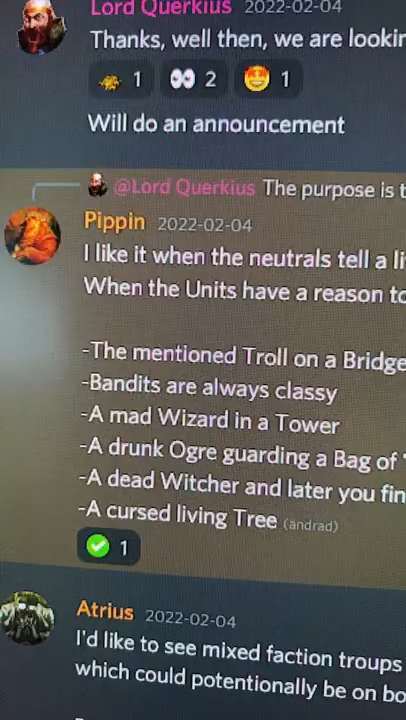 Lord Querkius 2022-02-04
Thanks, well then, we are lookin
1 2 1
Will do an announcement
@Lord Querkius The purpose is t
Pippin 2022-02-04
I like it when the neutrals tell a li
When the Units have a reason to
-The mentioned Troll on a Bridge
-Bandits are always classy
-A mad Wizard in a Tower
-A drunk Ogre guarding a Bag of
-A dead Witcher and later you fin
-A cursed living Tree (ändrad)
1
Atrius 2022-02-04
I'd like to see mixed faction troups
which could potentially be on bo